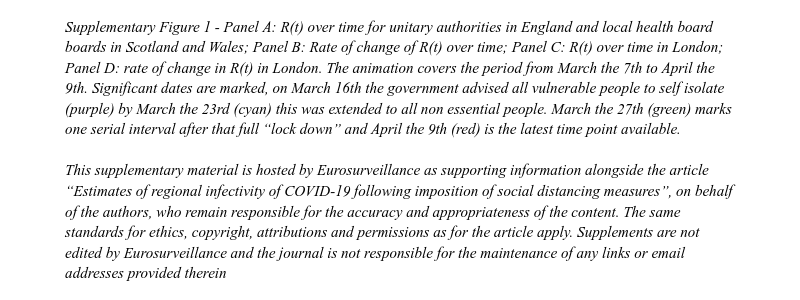 Supplementary Figure 1 - Panel A: R(t) over time for unitary authorities in England and local health board
boards in Scotland and Wales; Panel B: Rate of change of R(t) over time; Panel C: R(t) over time in London;
Panel D: rate of change in R(t) in London. The animation covers the period from March the 7th to April the
9th. Significant dates are marked, on March 16th the government advised all vulnerable people to self isolate
(purple) by March the 23rd (cyan) this was extended to all non essential people. March the 27th (green) marks
one serial interval after that full “lock down” and April the 9th (red) is the latest time point available.
This supplementary material is hosted by Eurosurveillance as supporting information alongside the article
“Estimates of regional infectivity of COVID-19 following imposition of social distancing measures”, on behalf
of the authors, who remain responsible for the accuracy and appropriateness of the content. The same
standards for ethics, copyright, attributions and permissions as for the article apply. Supplements are not
edited by Eurosurveillance and the journal is not responsible for the maintenance of any links or email
addresses provided therein